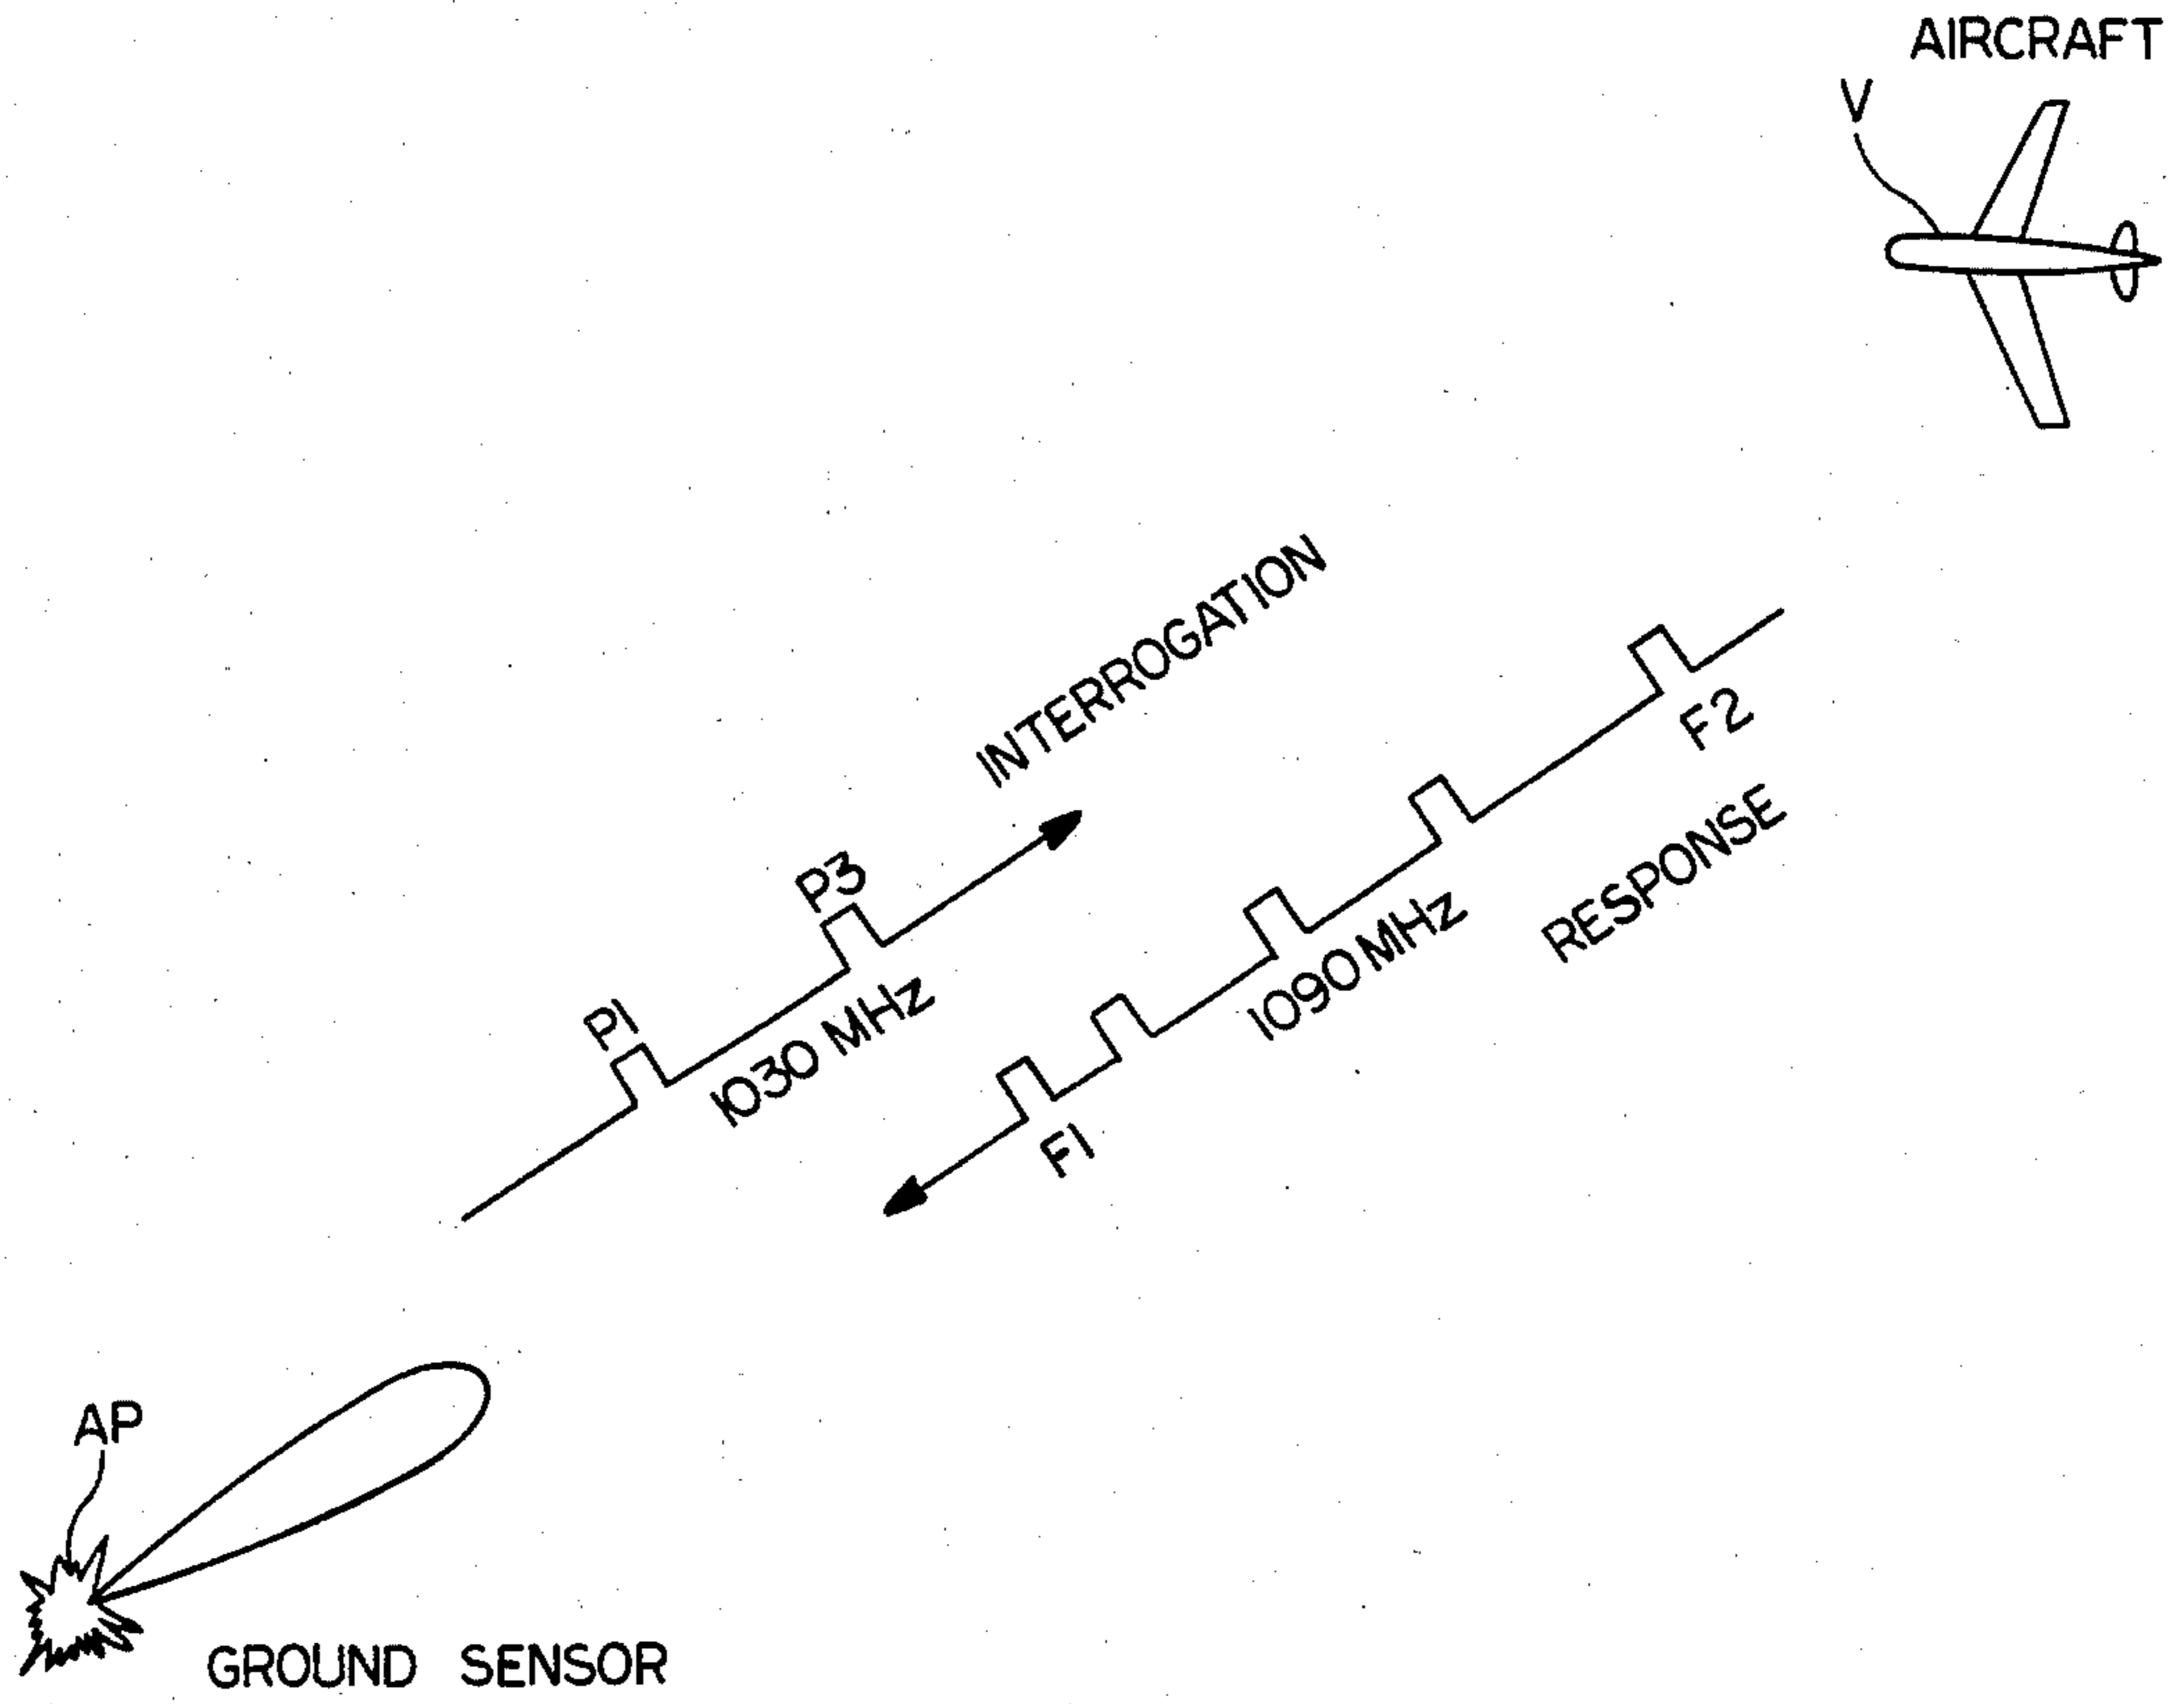 AIRCRAFT
V
INTERROGATION
F2
P3
RESPONSE
1090 MHz
P1
1030 MHz
F1
AP
GROUND SENSOR